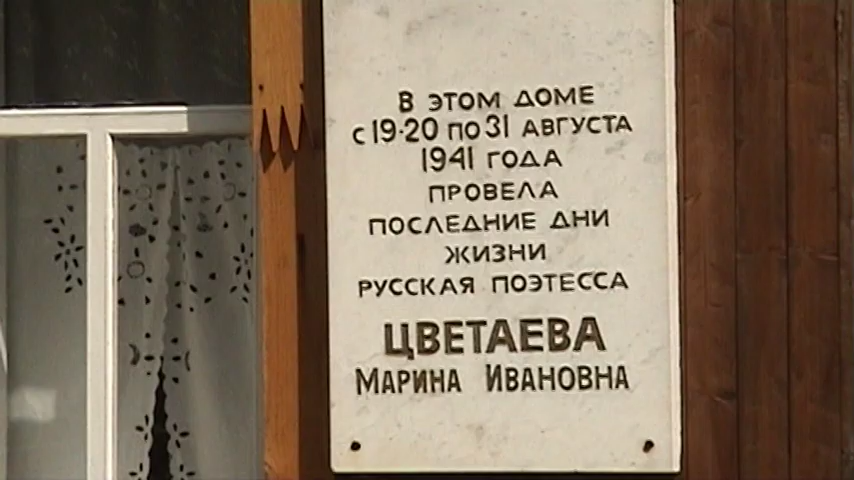 В ЭТОМ ДОМЕ
С 19-20 ПО 31 АВГУСТА
1941 ГОДА
ПРОВЕЛА
ПОСЛЕДНИЕ ДНИ
ЖИЗНИ
РУССКАЯ ПОЭТЕССА
ЦВЕТАЕВА
МАРИНА ИВАНОВНА